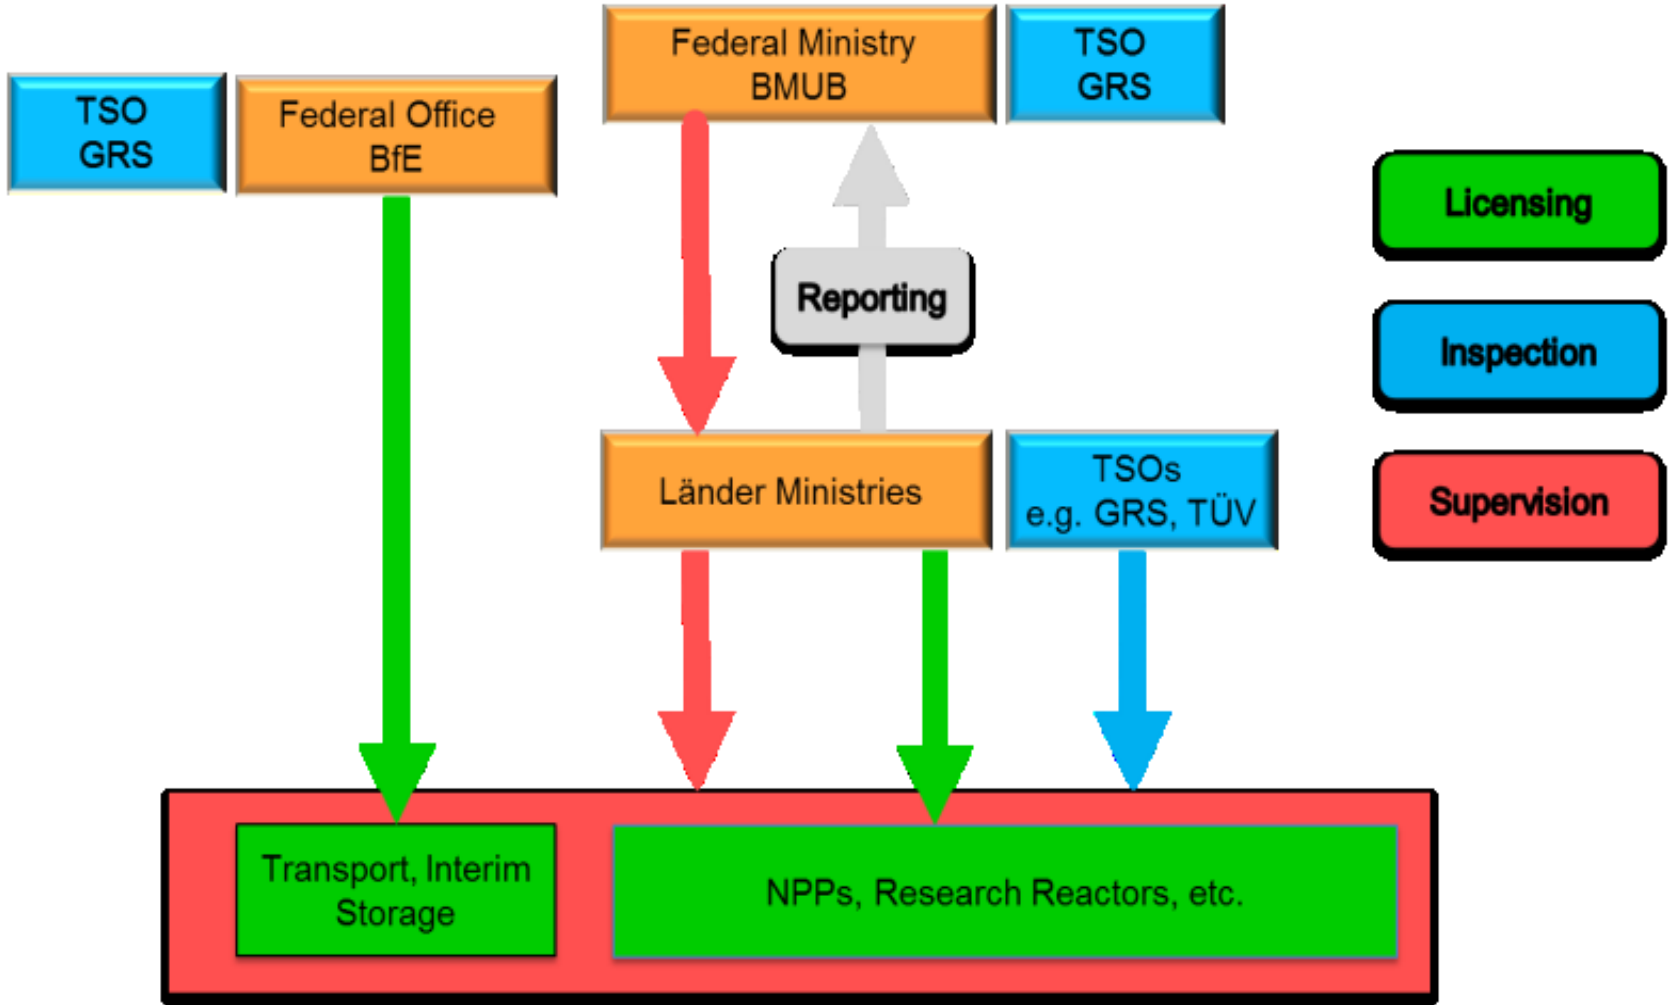 Federal Ministry
BMUB
TSO
GRS
TSO
GRS
Federal Office
BfE
Licensing
Reporting
Inspection
Länder Ministries
TSOs
e.g. GRS, TÜV
Supervision
Transport, Interim
Storage
NPPs, Research Reactors, etc.